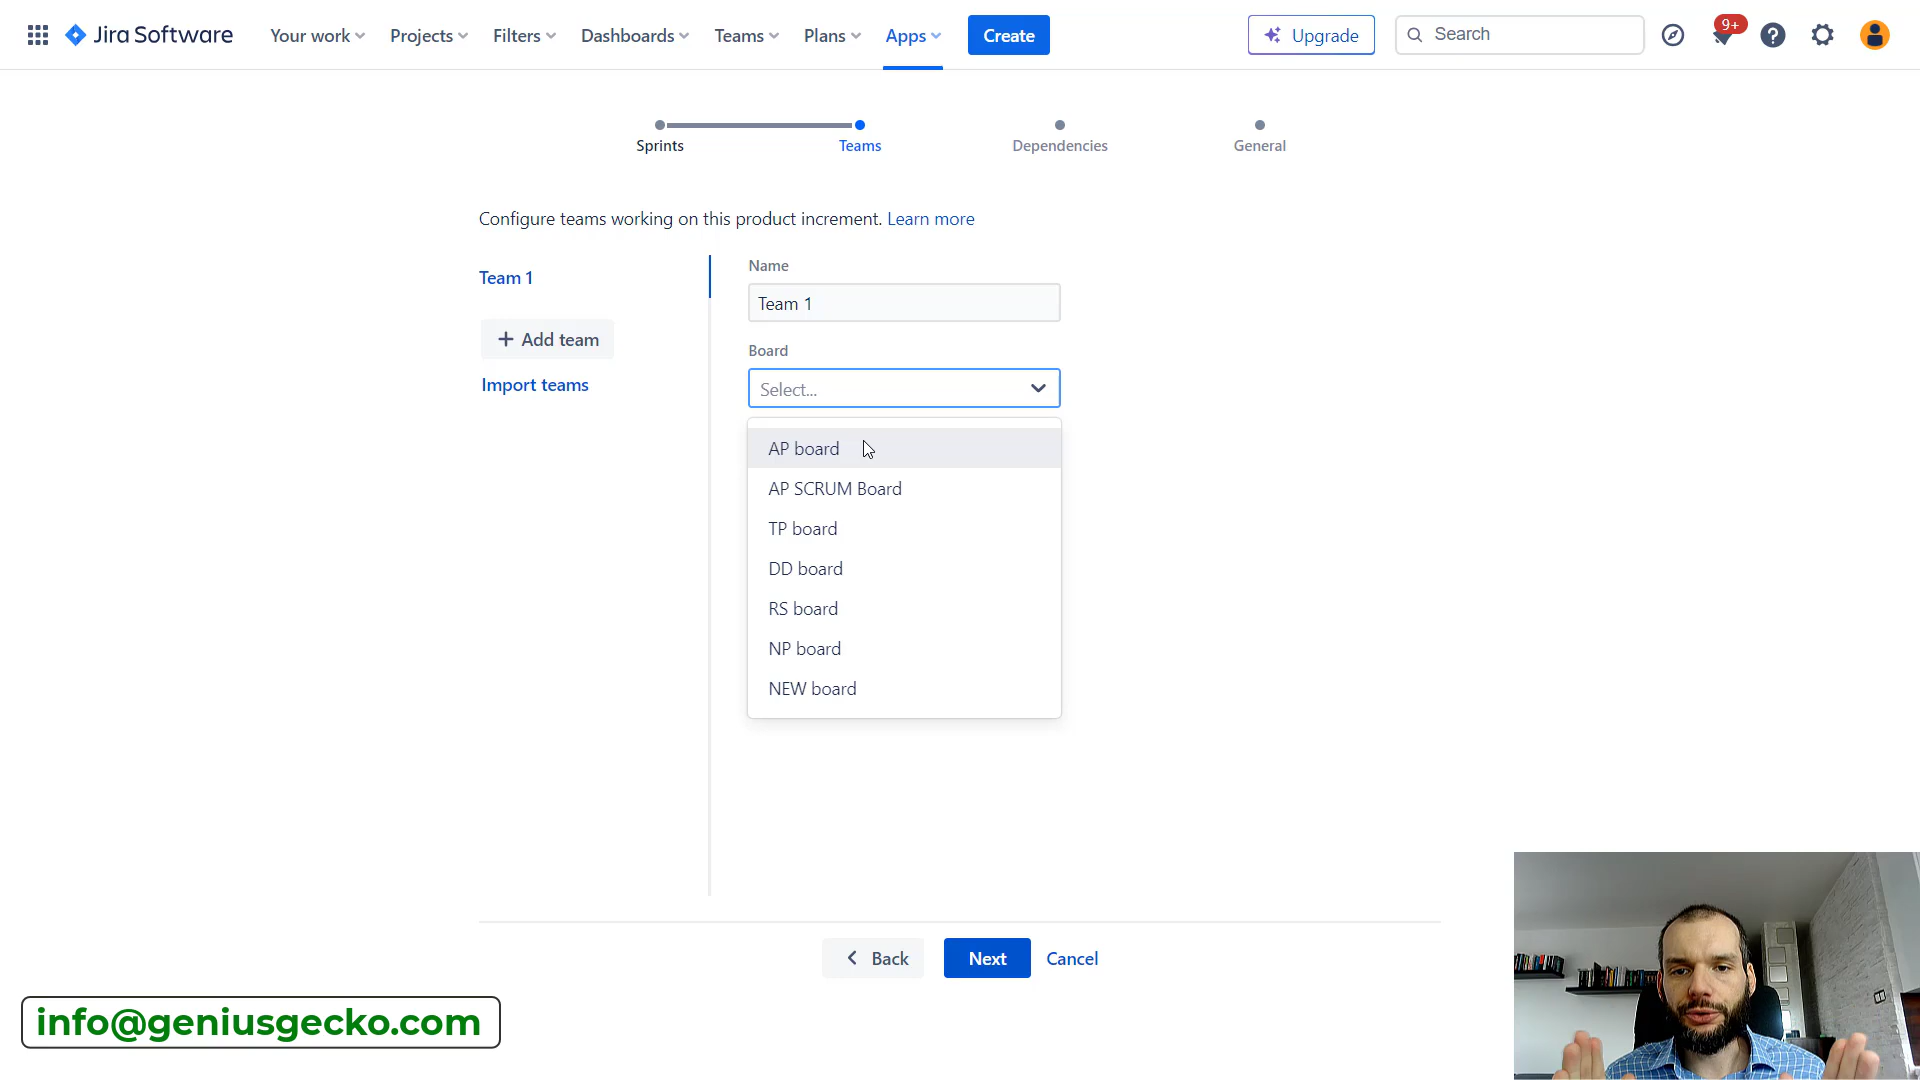 Jira Software Your work Projects Filters Dashboards Teams Plans Apps Create Upgrade Search 9+
Sprints Teams Dependencies General
Configure teams working on this product increment. Learn more
Team 1
+ Add team
Import teams
Name
Team 1
Board
Select...
AP board
AP SCRUM Board
TP board
DD board
RS board
NP board
NEW board
Back Next Cancel
info@geniusgecko.com